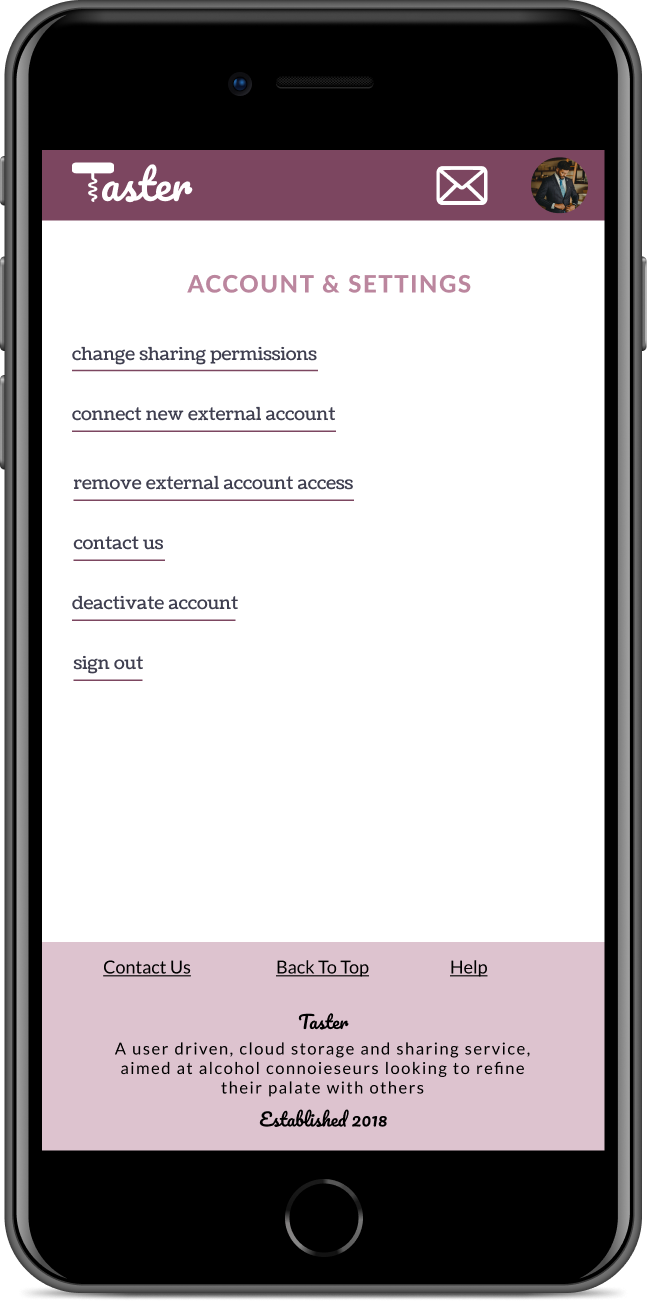 Taster
ACCOUNT & SETTINGS
change sharing permissions
connect new external account
remove external account access
contact us
deactivate account
sign out
Contact Us Back To Top Help
Taster
A user driven, cloud storage and sharing service,
aimed at alcohol connoieseurs looking to refine
their palate with others
Established 2018